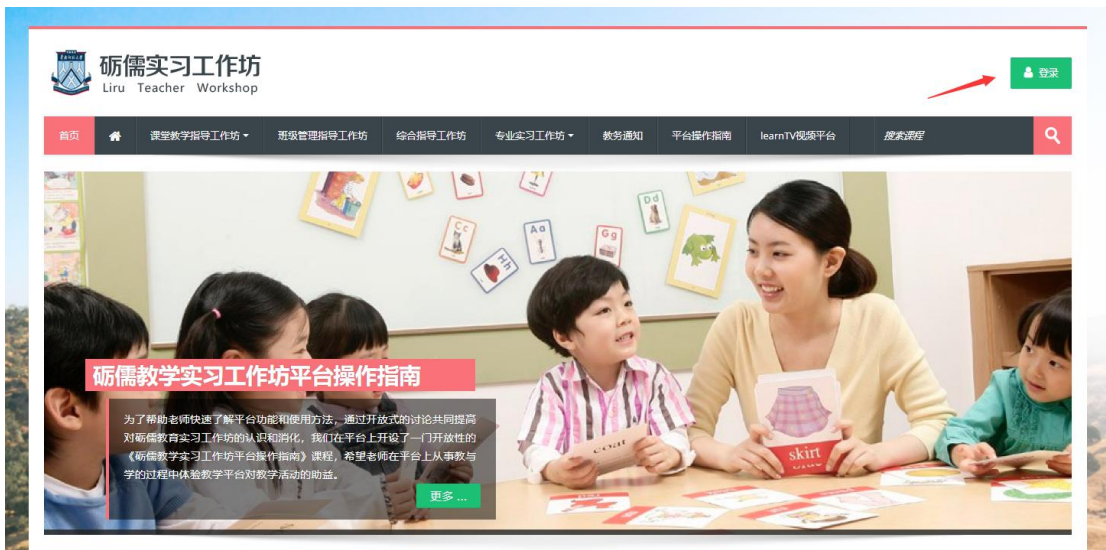 砺儒实习工作坊
Liru Teacher Workshop
登录
首页 课堂教学指导工作坊 班级管理指导工作坊 综合指导工作坊 专业实习工作坊 教务通知 平台操作指南 learnTV视频平台 搜索课程
Cc
Aa
Hh
Gg
Dd
砺儒教学实习工作坊平台操作指南
为了帮助老师快速了解平台功能和使用方法，通过开放式的讨论共同提高
对砺儒教育实习工作坊的认识和消化，我们在平台上开设了一门开放性的
《砺儒教学实习工作坊平台操作指南》课程，希望老师在平台上从事教与
学的过程中体验教学平台对教学活动的助益。
更多 ...
coat
skirt